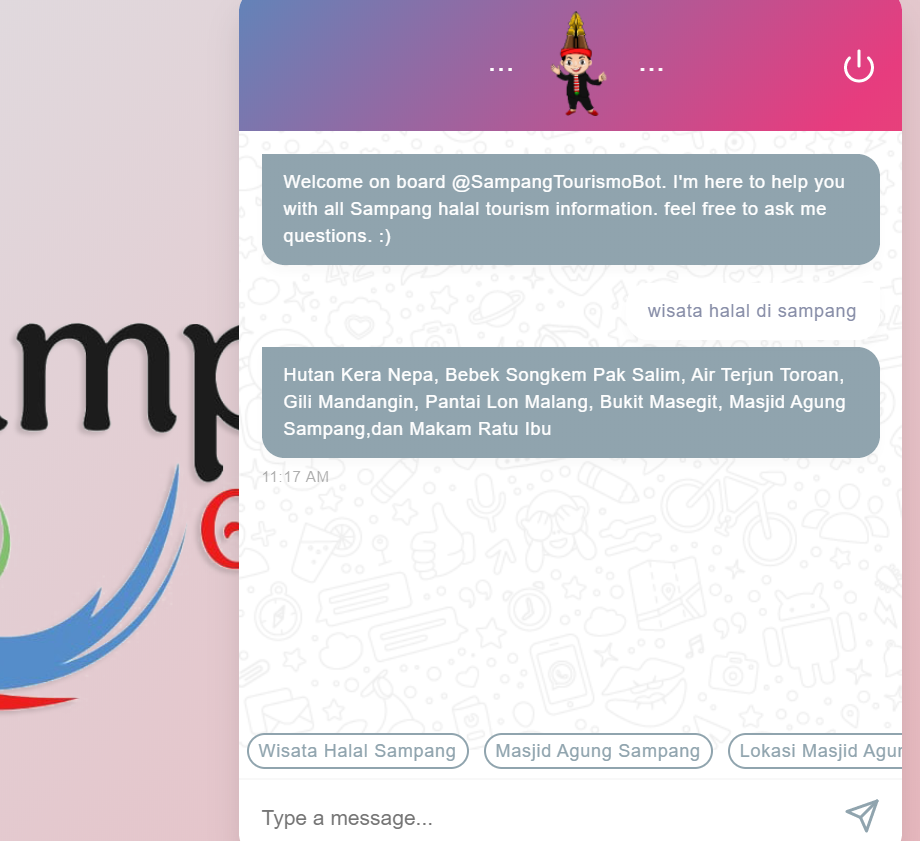 ... ...
Welcome on board @SampangTourismoBot. I'm here to help you
with all Sampang halal tourism information. feel free to ask me
questions. :)
wisata halal di sampang
Hutan Kera Nepa, Bebek Songkem Pak Salim, Air Terjun Toroan,
Gili Mandangin, Pantai Lon Malang, Bukit Masegit, Masjid Agung
Sampang,dan Makam Ratu Ibu
11:17 AM
mp
Wisata Halal Sampang
Masjid Agung Sampang
Lokasi Masjid Agun
Type a message...